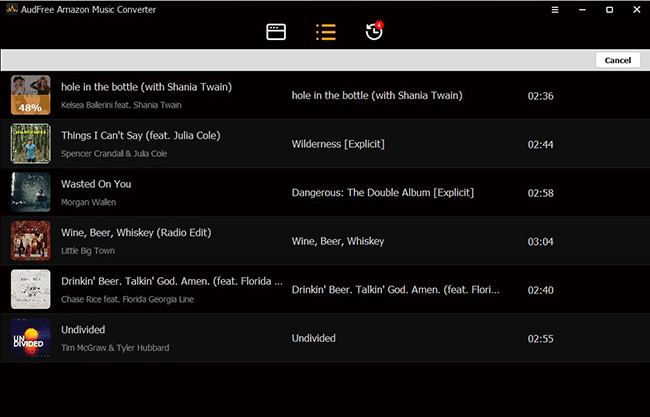 AudFree Amazon Music Converter
4
Cancel
hole in the bottle (with Shania Twain)
Kelsea Ballerini feat. Shania Twain
hole in the bottle (with Shania Twain)
02:36
48%
Things I Can't Say (feat. Julia Cole)
Spencer Crandall & Julia Cole
Wilderness [Explicit]
02:44
Wasted On You
Morgan Wallen
Dangerous: The Double Album [Explicit]
02:58
Wine, Beer, Whiskey (Radio Edit)
Little Big Town
Wine, Beer, Whiskey
03:04
Drinkin' Beer. Talkin' God. Amen. (feat. Florida ...
Chase Rice feat. Florida Georgia Line
Drinkin' Beer. Talkin' God. Amen. (feat. Flori...
02:40
Undivided
Tim McGraw & Tyler Hubbard
Undivided
02:55
UN
DIVIDED